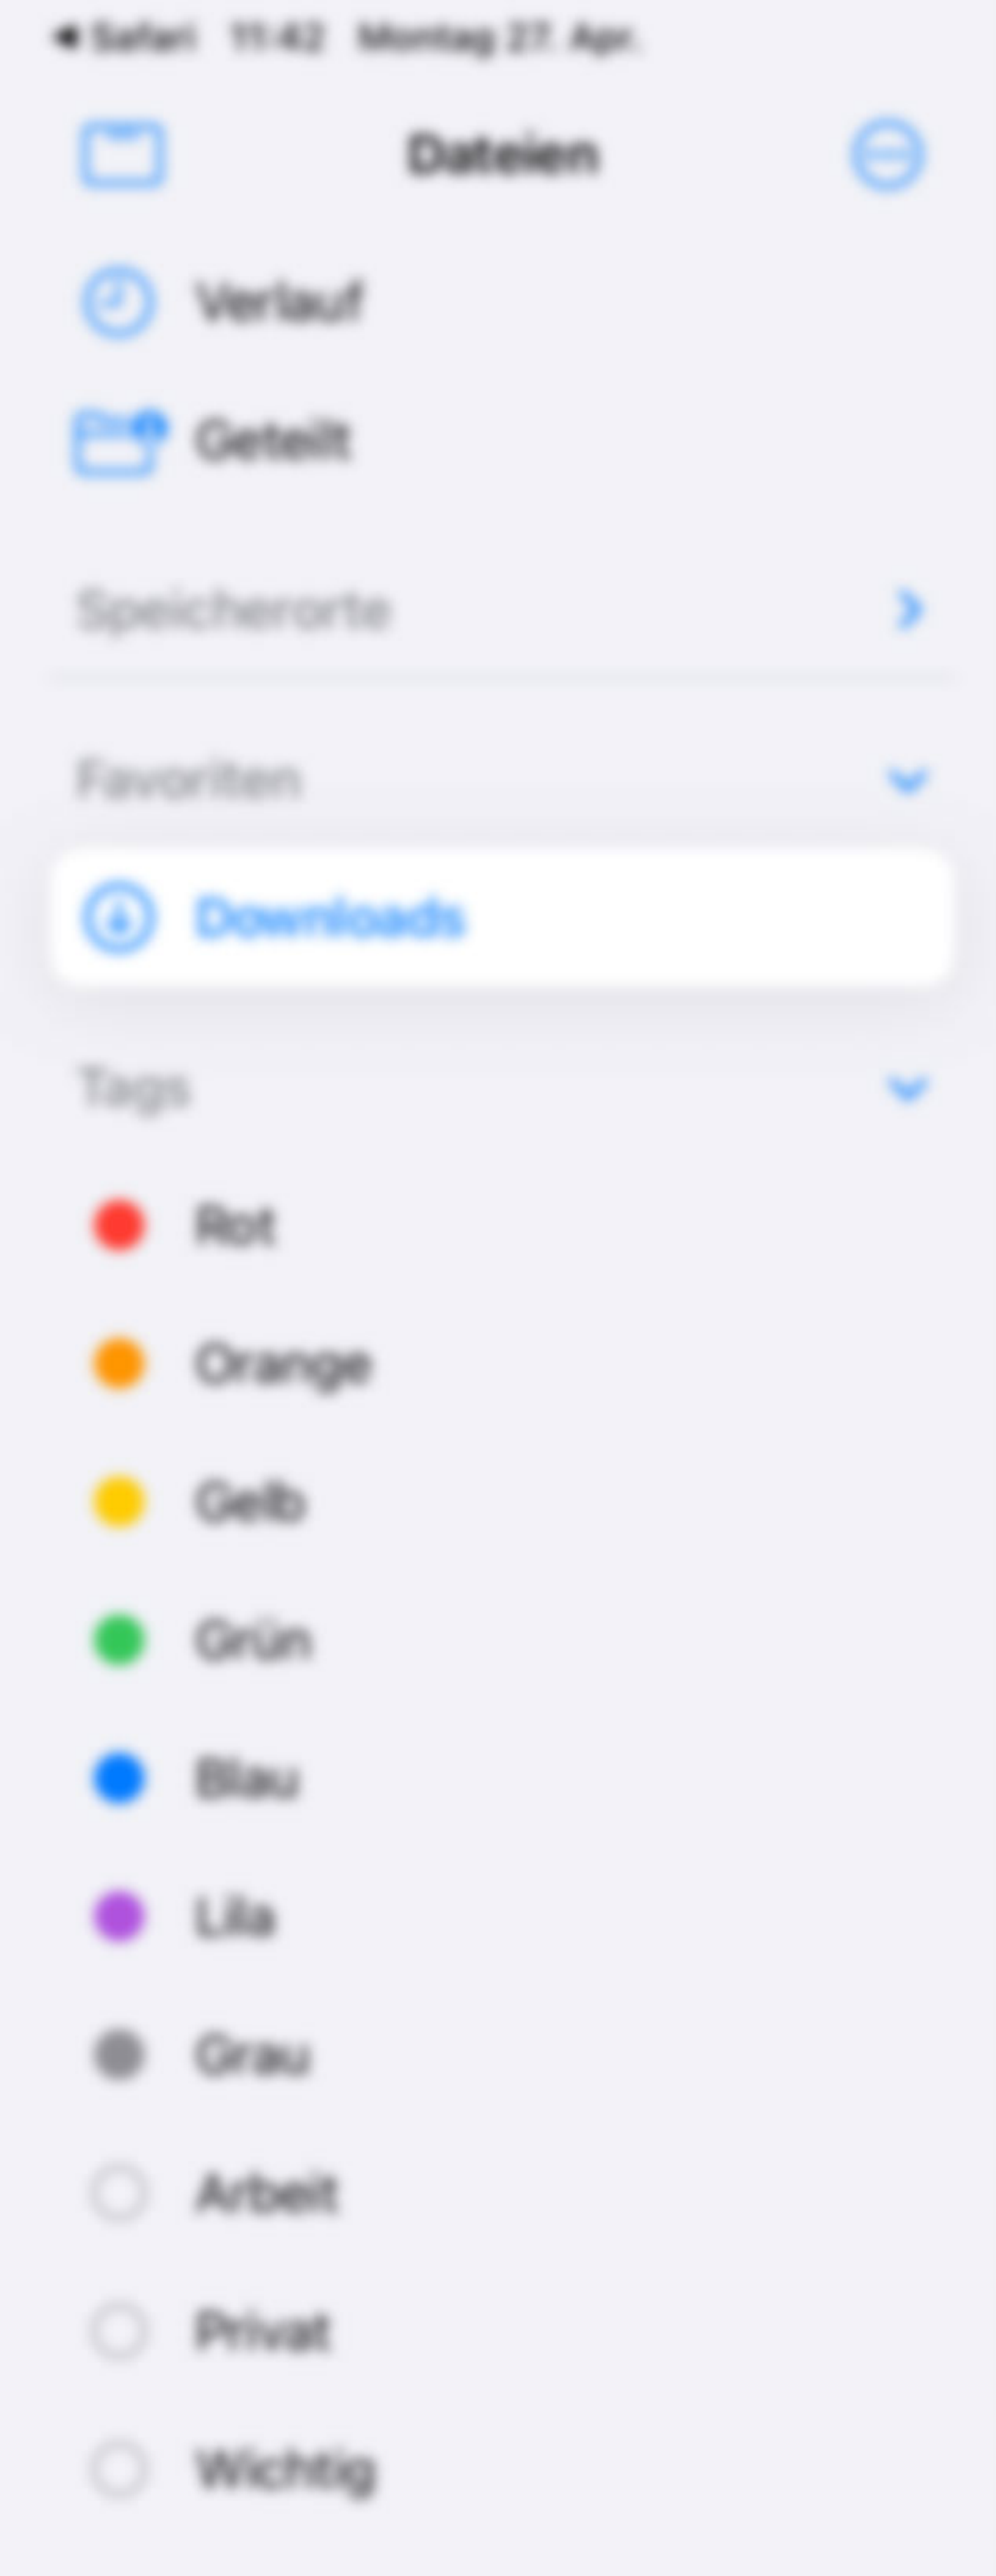 ◀ Safari 11:42 Montag 27. Apr.
Dateien
Verlauf
Geteilt
Speicherorte
Favoriten
Downloads
Tags
Rot
Orange
Gelb
Grün
Blau
Lila
Grau
Arbeit
Privat
Wichtig